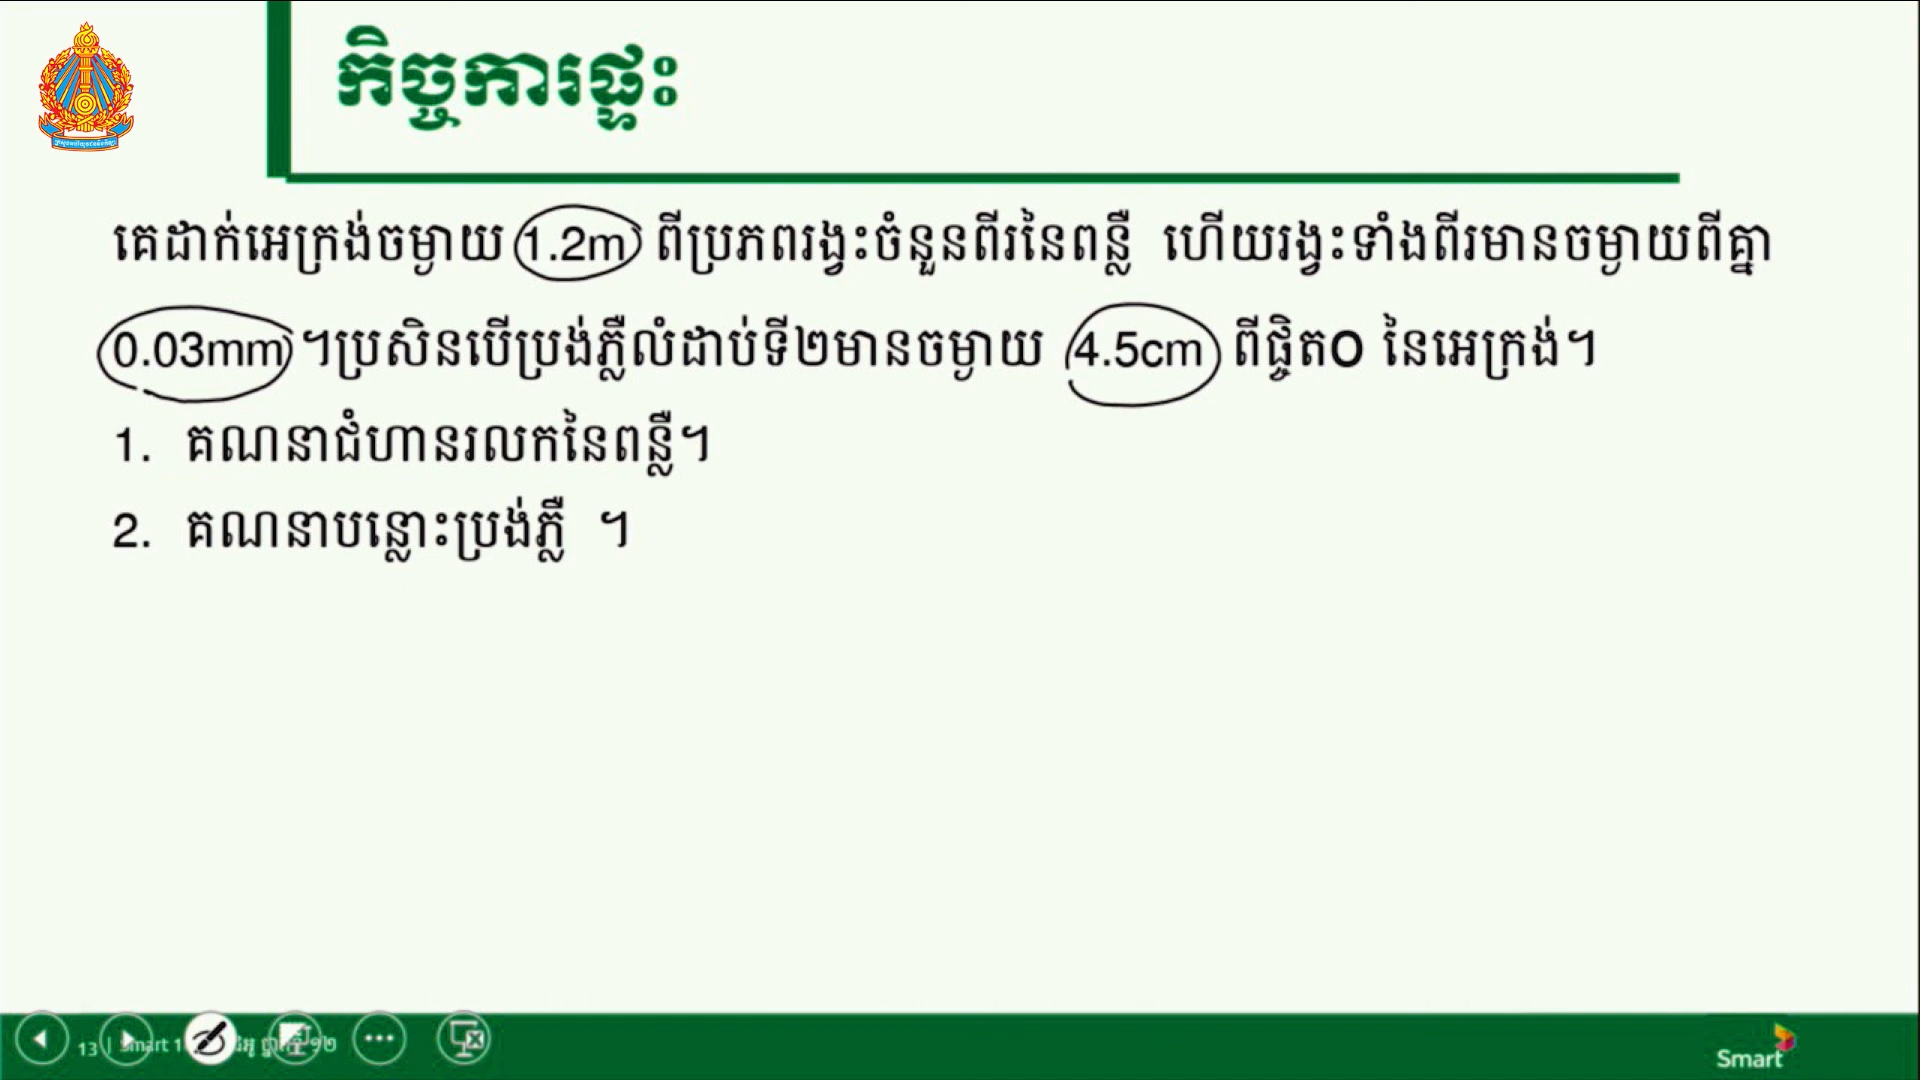 កិច្ចការផ្ទះ
គេដាក់អេក្រង់ចម្ងាយ 1.2m ពីប្រភពរង្វះចំនួនពីរនៃពន្លឺ ហើយរង្វះទាំងពីរមានចម្ងាយពីគ្នា
0.03mm ។ប្រសិនបើប្រង់ភ្លឺលំដាប់ទី២មានចម្ងាយ 4.5cm ពីផ្ចិតO នៃអេក្រង់។
1. គណនាជំហានរលកនៃពន្លឺ។
2. គណនាបន្លោះប្រង់ភ្លឺ ។
13 | Smart 1
Smart